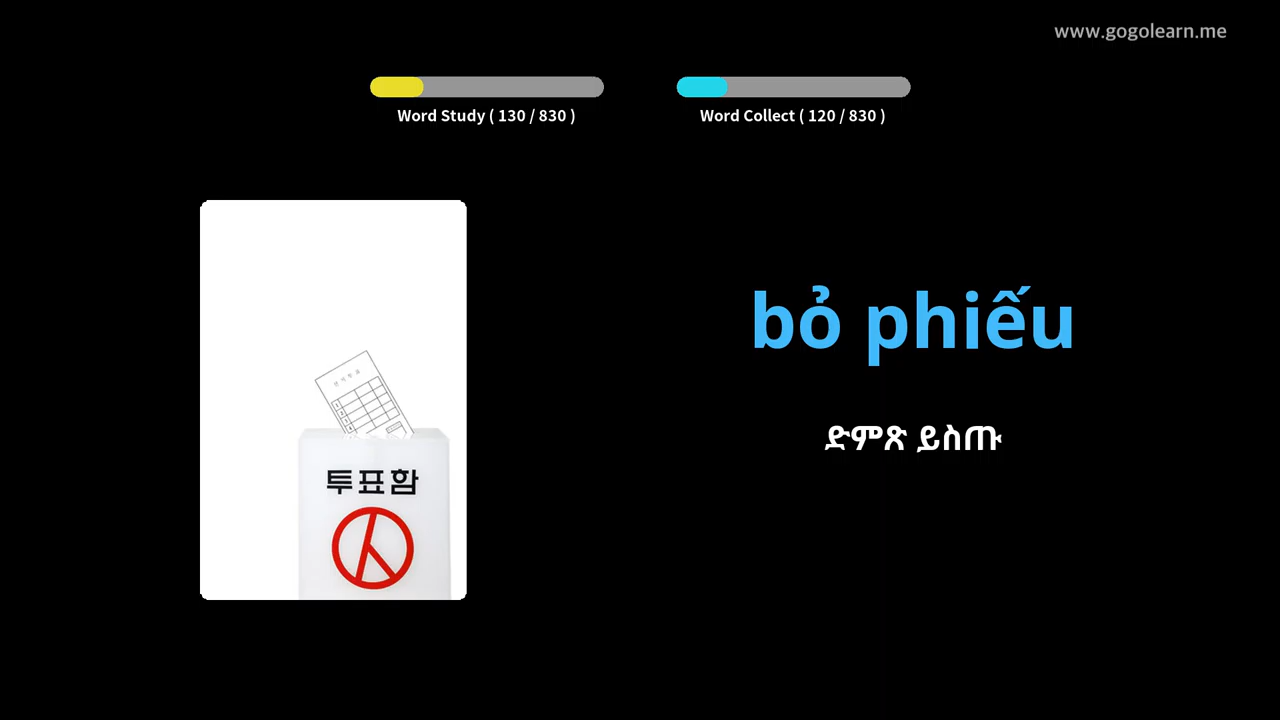 www.gogolearn.me
Word Study ( 130 / 830 )
Word Collect ( 120 / 830 )
bỏ phiếu
ድምጽ ይስጡ
투표함